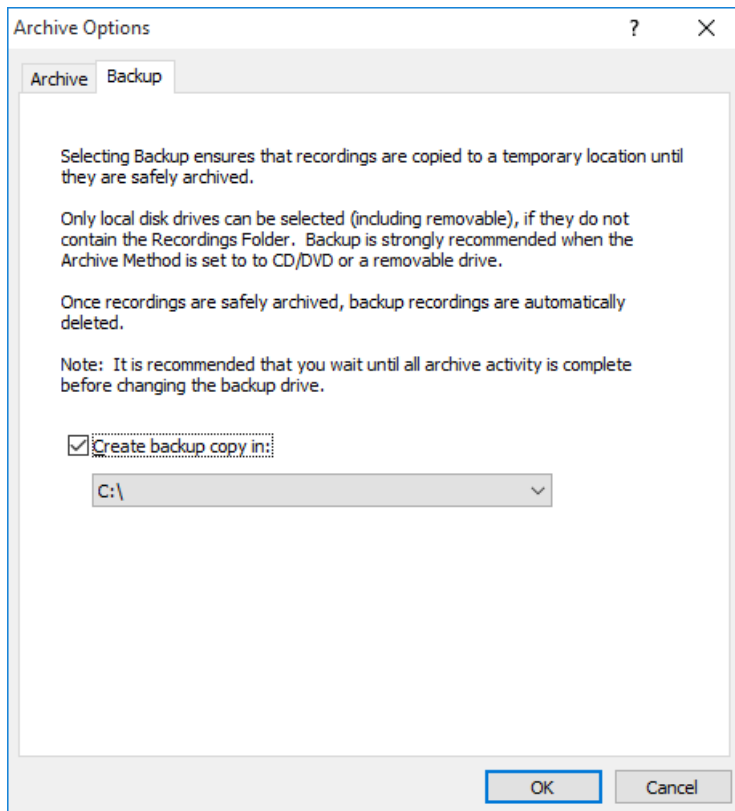 Archive Options
Archive
Backup
Selecting Backup ensures that recordings are copied to a temporary location until
they are safely archived.
Only local disk drives can be selected (including removable), if they do not
contain the Recordings Folder.  Backup is strongly recommended when the
Archive Method is set to to CD/DVD or a removable drive.
Once recordings are safely archived, backup recordings are automatically
deleted.
Note:  It is recommended that you wait until all archive activity is complete
before changing the backup drive.
Create backup copy in:
C:\
OK
Cancel